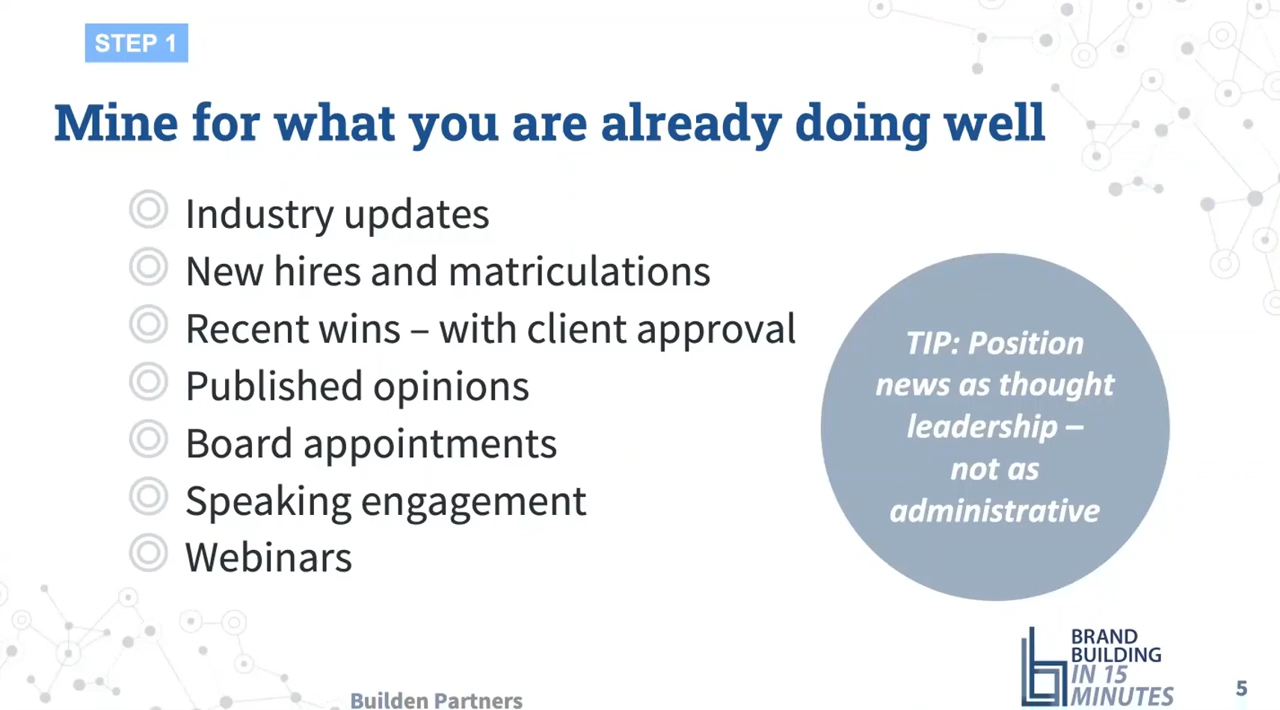 STEP 1
Mine for what you are already doing well
Industry updates
New hires and matriculations
Recent wins – with client approval
Published opinions
Board appointments
Speaking engagement
Webinars
TIP: Position
news as thought
leadership –
not as
administrative
Builden Partners
BRAND
BUILDING
IN 15
MINUTES
5